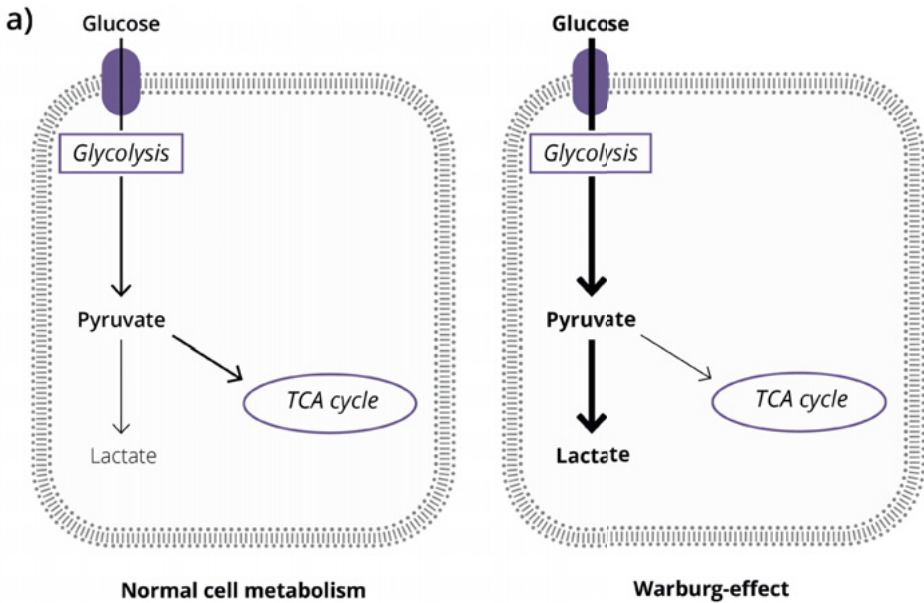 a)
Glucose
Glycolysis
Pyruvate
TCA cycle
Lactate
Normal cell metabolism
Glucose
Glycolysis
Pyruvate
TCA cycle
Lactate
Warburg-effect